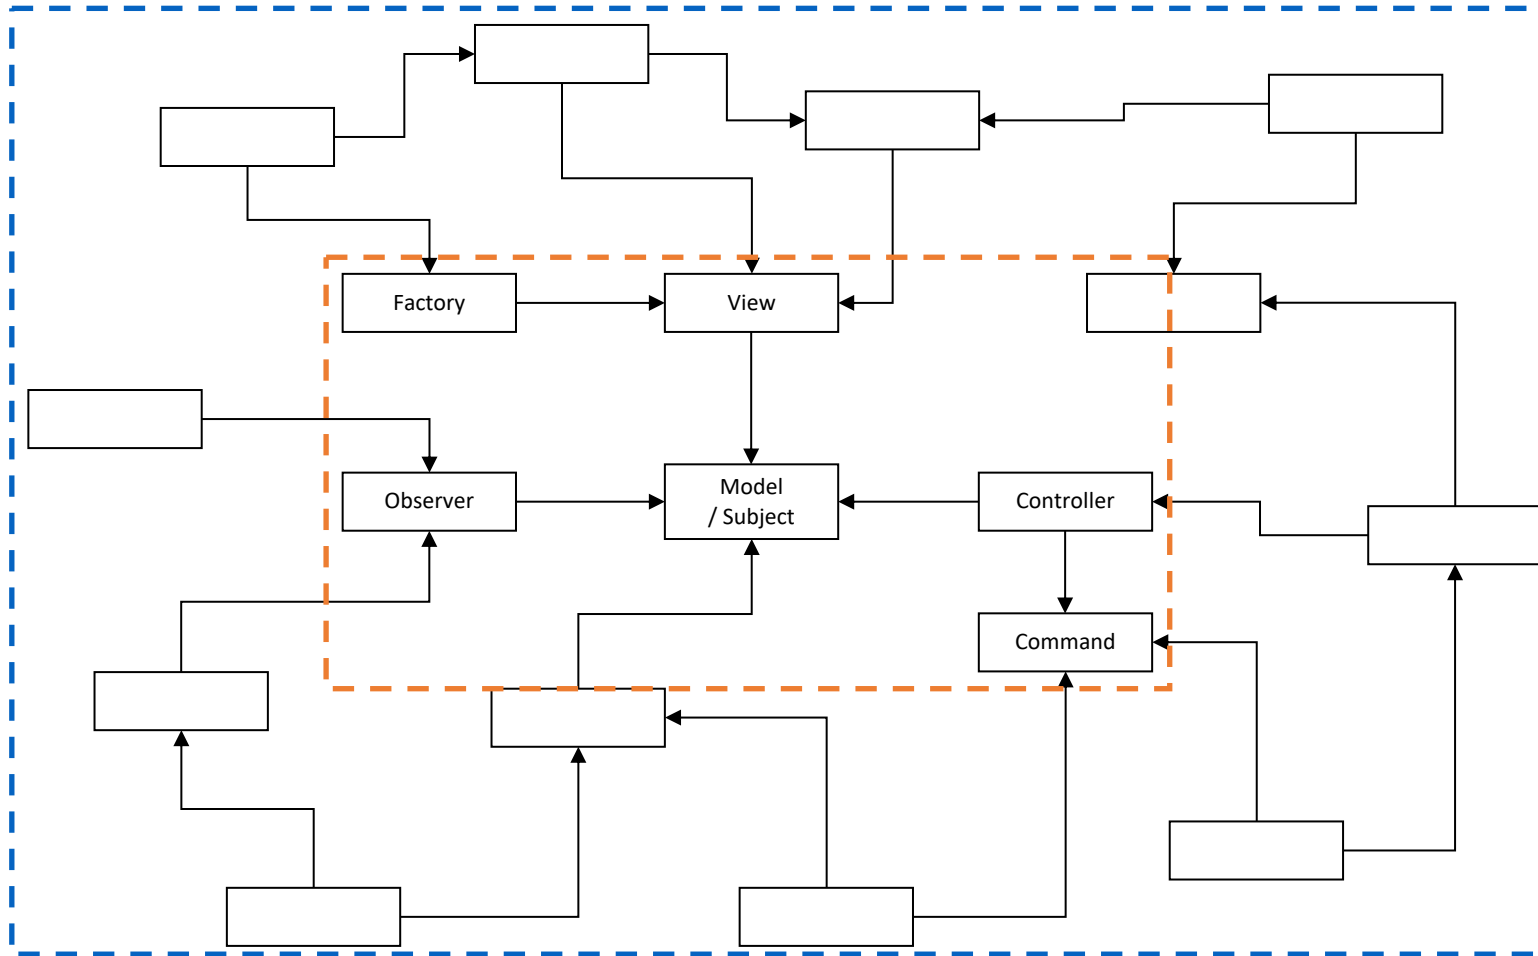 Factory
View
Observer
Model
/ Subject
Controller
Command